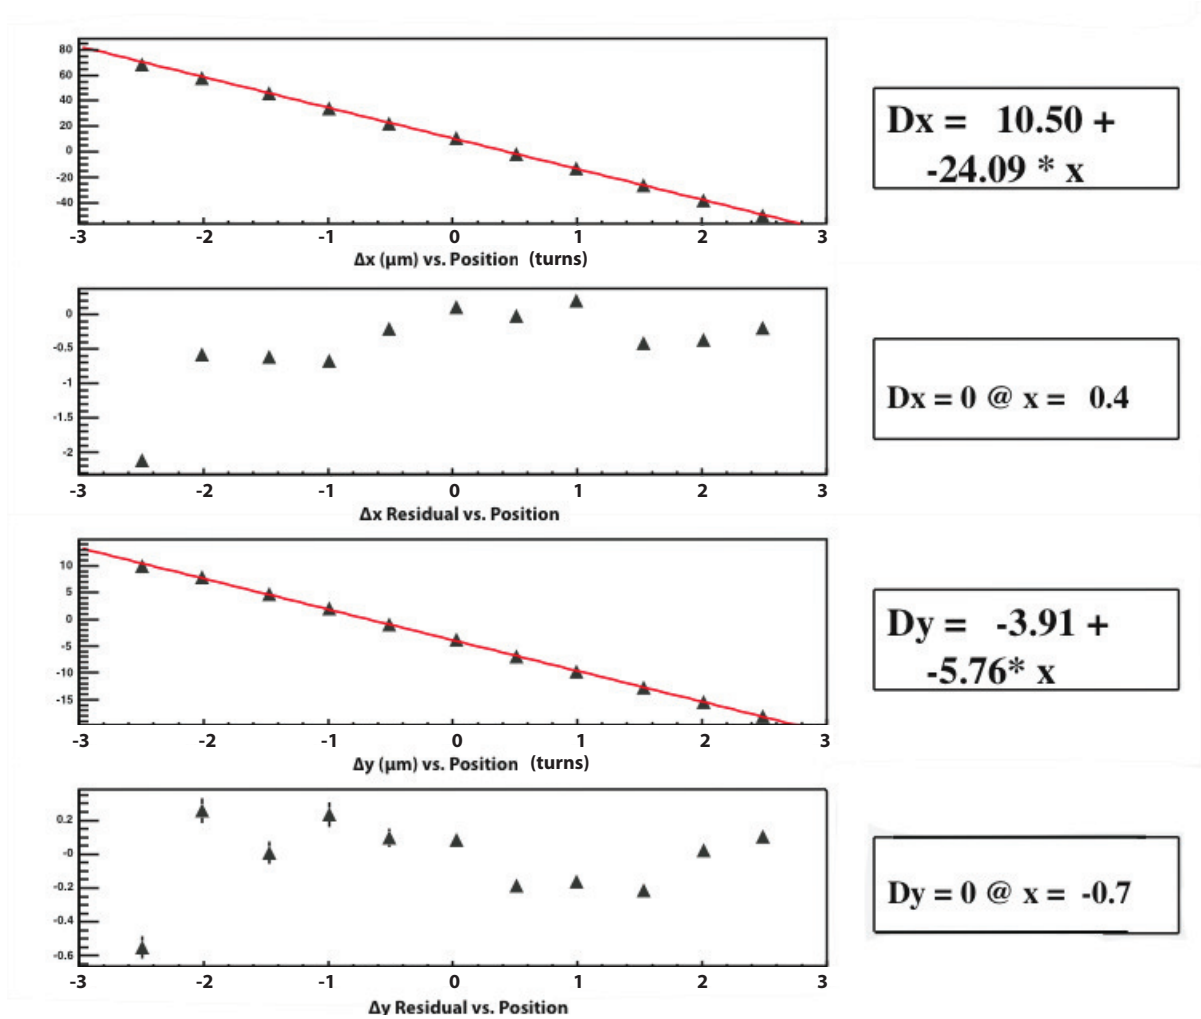 80
60
40
20
0
-20
-40
-3 -2 -1 0 1 2 3
Δx (μm) vs. Position (turns)
Dx = 10.50 +
-24.09 * x
0
-0.5
-1
-1.5
-2
-3 -2 -1 0 1 2 3
Δx Residual vs. Position
Dx = 0 @ x = 0.4
10
5
0
-5
-10
-15
-3 -2 -1 0 1 2 3
Δy (μm) vs. Position (turns)
Dy = -3.91 +
-5.76* x
0.2
-0
-0.2
-0.4
-0.6
-3 -2 -1 0 1 2 3
Δy Residual vs. Position
Dy = 0 @ x = -0.7